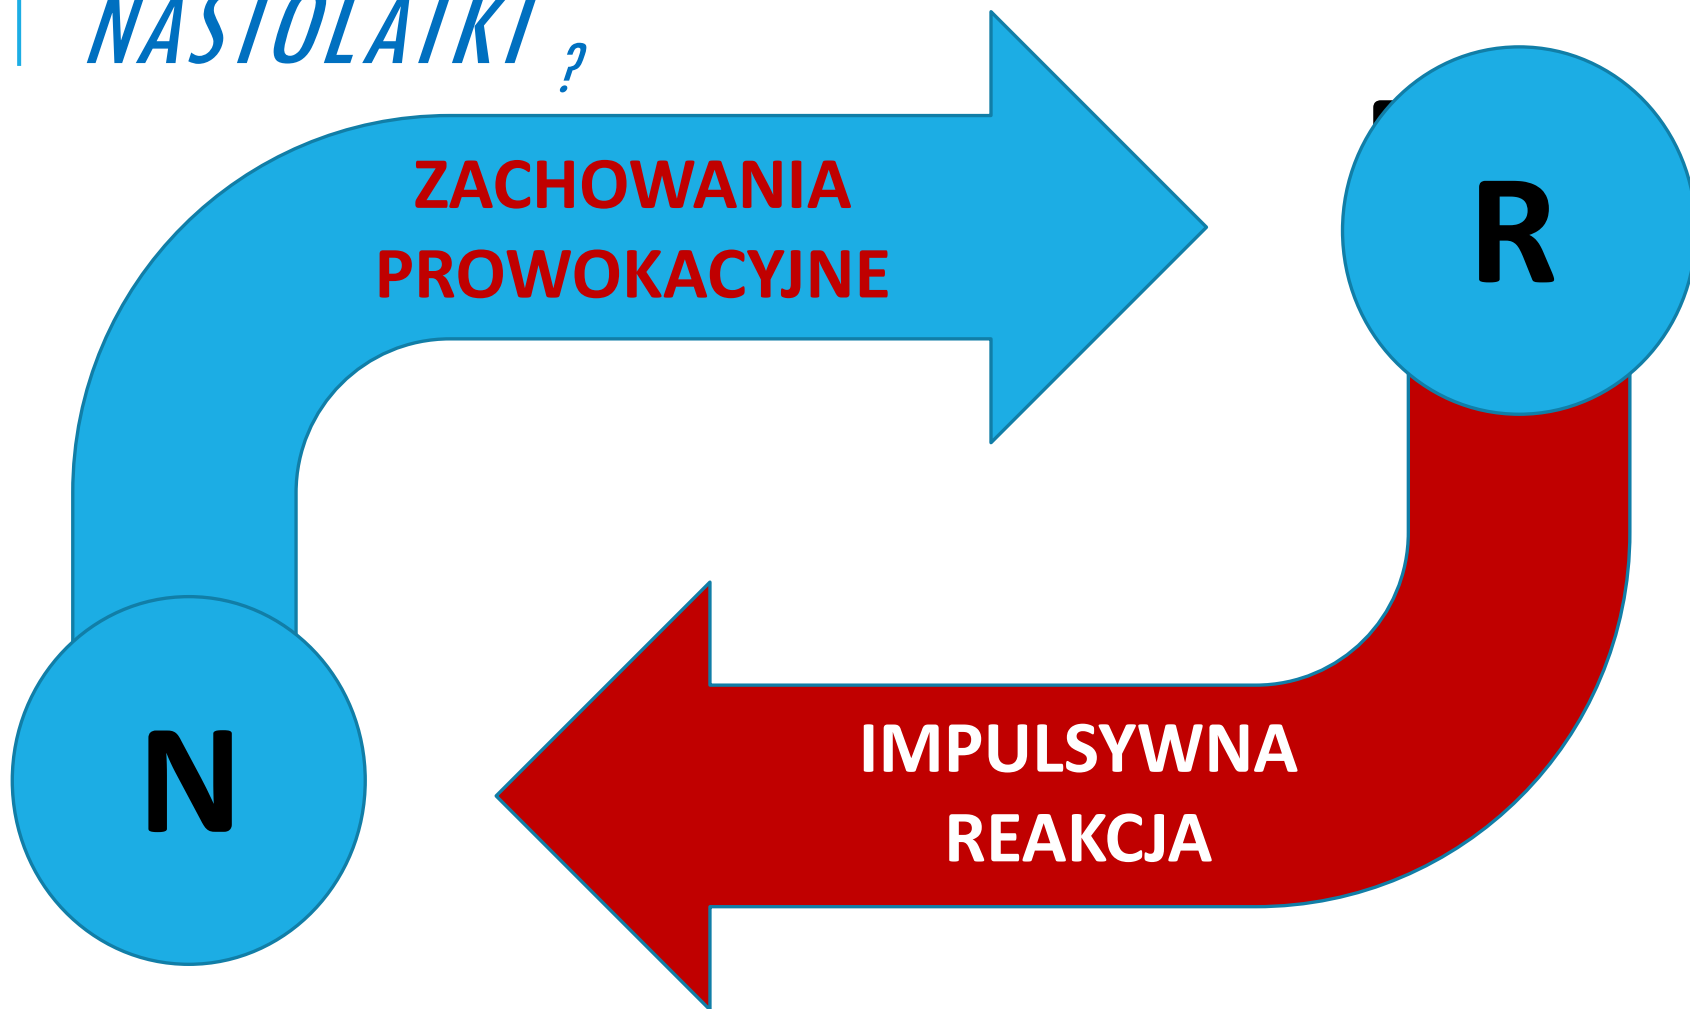 NASTOLATKI ?
ZACHOWANIA
PROWOKACYJNE
R
N
IMPULSYWNA
REAKCJA